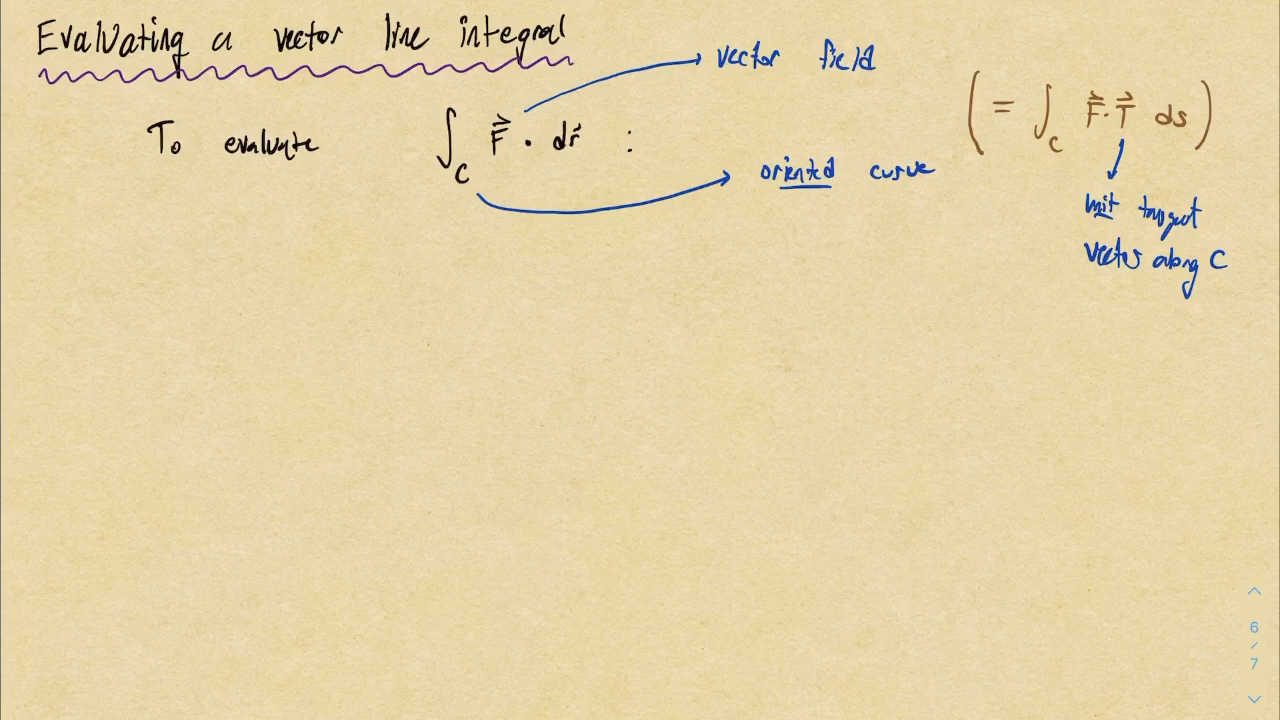 Evaluating a vector line integral
vector field
To evaluate ∫_C F⃗ · dr⃗ :
(= ∫_C F⃗·T⃗ ds)
oriented curve
unit tangent
vector along C
6
/
7